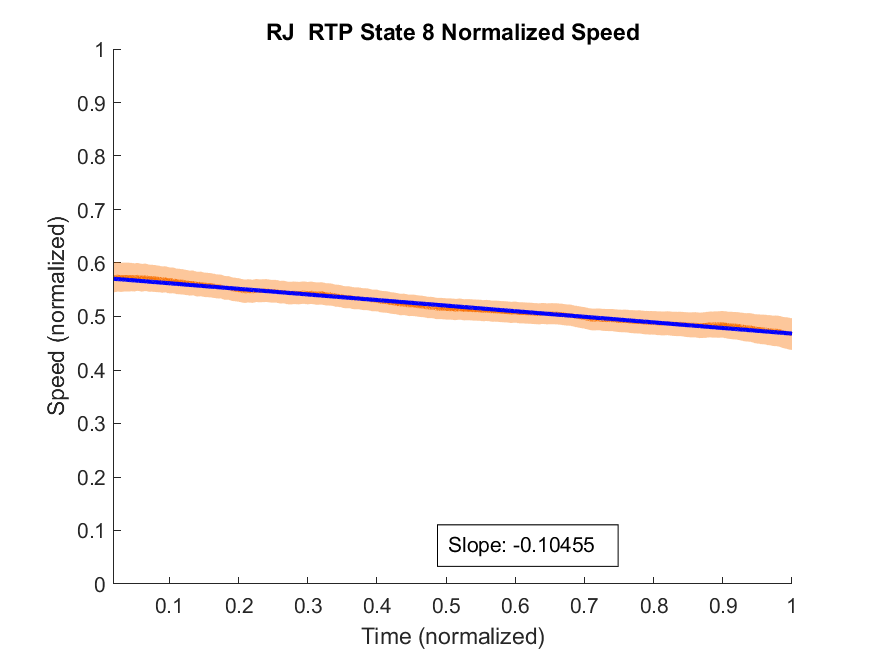 RJ  RTP State 8 Normalized Speed
1
0.9
0.8
0.7
0.6
0.5
0.4
0.3
0.2
0.1
0
Speed (normalized)
Slope: -0.10455
0.1 0.2 0.3 0.4 0.5 0.6 0.7 0.8 0.9 1
Time (normalized)